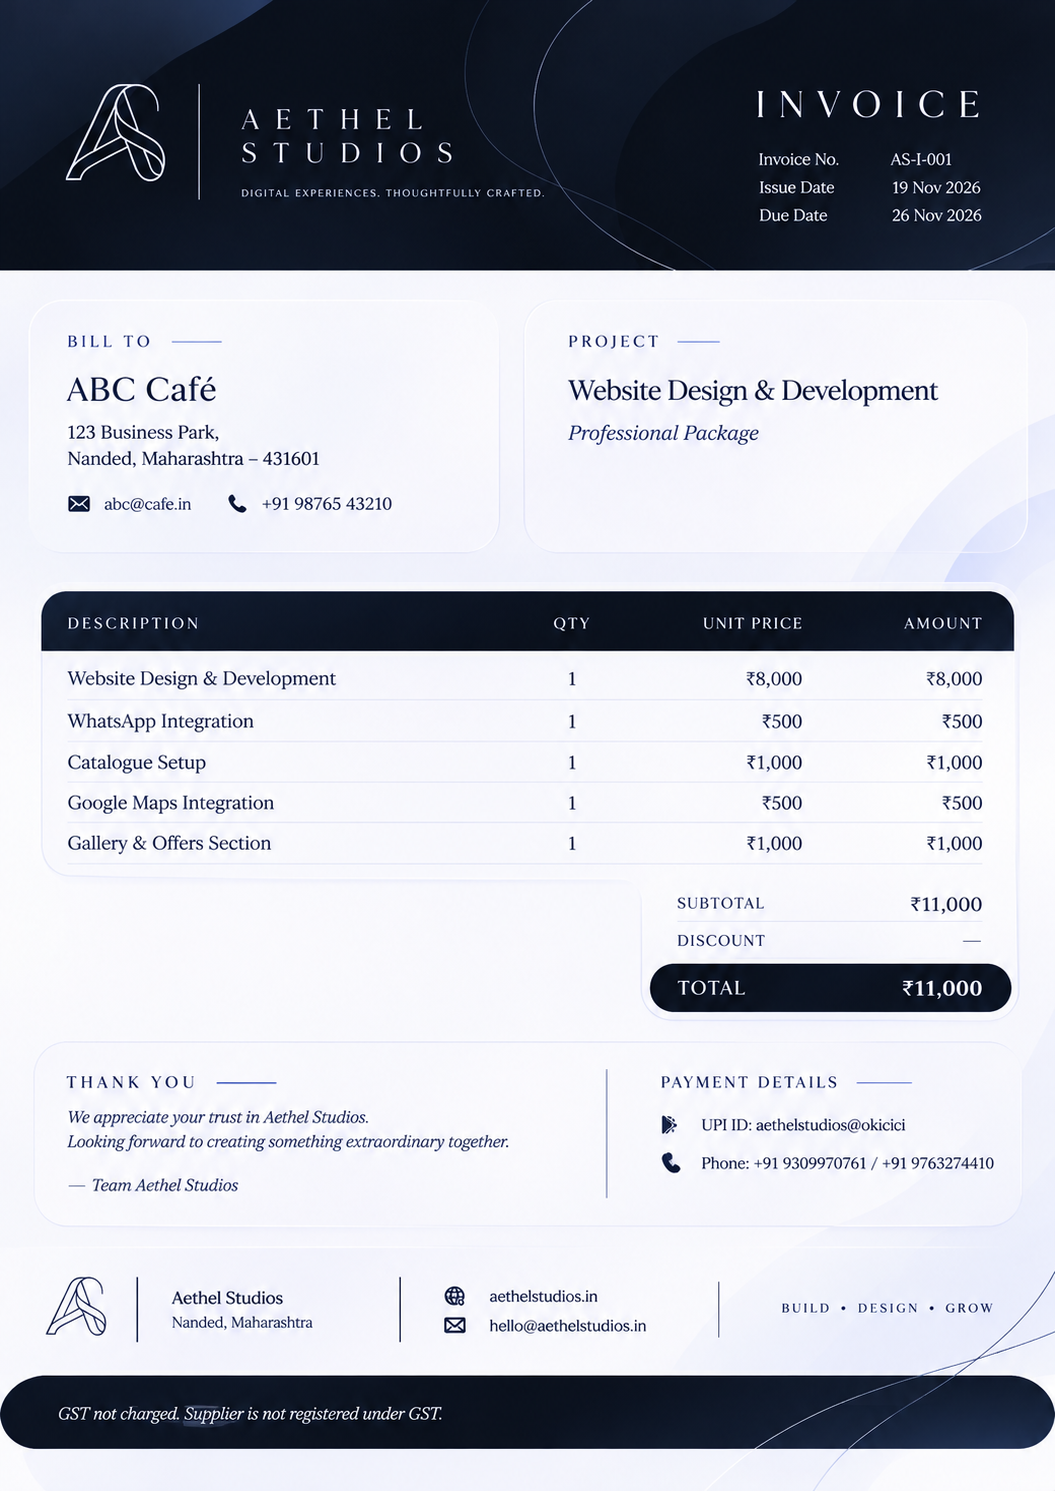 AETHEL
STUDIOS
DIGITAL EXPERIENCES. THOUGHTFULLY CRAFTED.
INVOICE
Invoice No. AS-I-001
Issue Date 19 Nov 2026
Due Date 26 Nov 2026
BILL TO
ABC Café
123 Business Park,
Nanded, Maharashtra – 431601
abc@cafe.in +91 98765 43210
PROJECT
Website Design & Development
Professional Package
DESCRIPTION QTY UNIT PRICE AMOUNT
Website Design & Development 1 ₹8,000 ₹8,000
WhatsApp Integration 1 ₹500 ₹500
Catalogue Setup 1 ₹1,000 ₹1,000
Google Maps Integration 1 ₹500 ₹500
Gallery & Offers Section 1 ₹1,000 ₹1,000
SUBTOTAL ₹11,000
DISCOUNT —
TOTAL ₹11,000
THANK YOU
We appreciate your trust in Aethel Studios.
Looking forward to creating something extraordinary together.
— Team Aethel Studios
PAYMENT DETAILS
UPI ID: aethelstudios@okicici
Phone: +91 9309970761 / +91 9763274410
Aethel Studios
Nanded, Maharashtra
aethelstudios.in
hello@aethelstudios.in
BUILD • DESIGN • GROW
GST not charged. Supplier is not registered under GST.